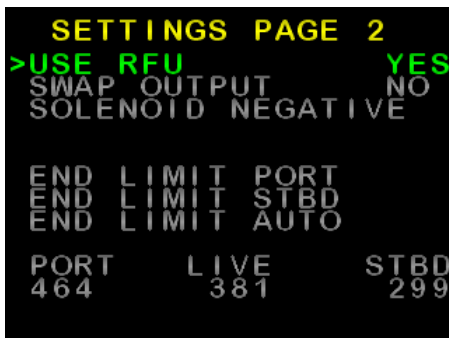 SETTINGS PAGE 2
>USE RFU YES
SWAP OUTPUT NO
SOLENOID NEGATIVE
END LIMIT PORT
END LIMIT STBD
END LIMIT AUTO
PORT LIVE STBD
464 381 299